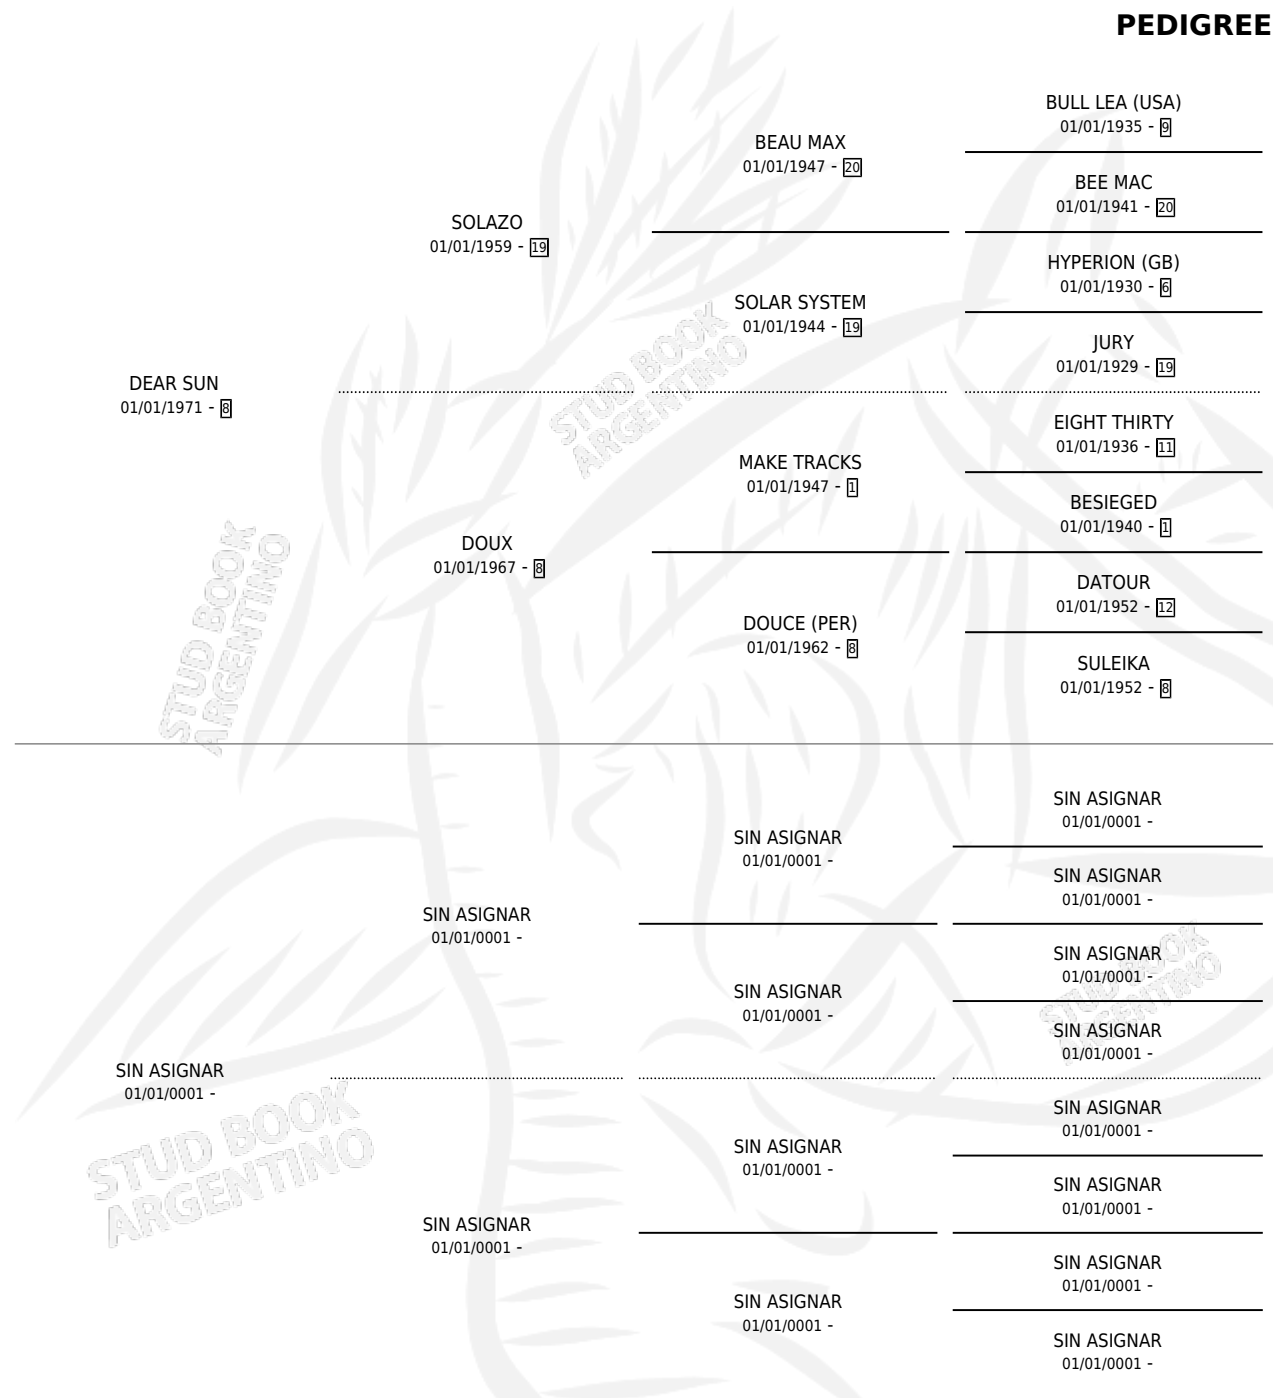 PEDIGREE
BULL LEA (USA)
01/01/1935 - 9
BEAU MAX
01/01/1947 - 20
BEE MAC
01/01/1941 - 20
SOLAZO
01/01/1959 - 19
HYPERION (GB)
01/01/1930 - 6
SOLAR SYSTEM
01/01/1944 - 19
JURY
01/01/1929 - 19
DEAR SUN
01/01/1971 - 8
EIGHT THIRTY
01/01/1936 - 11
MAKE TRACKS
01/01/1947 - 1
BESIEGED
01/01/1940 - 1
DOUX
01/01/1967 - 8
DATOUR
01/01/1952 - 12
DOUCE (PER)
01/01/1962 - 8
SULEIKA
01/01/1952 - 8
STUD BOOK
ARGENTINO
STUD BOOK
ARGENTINO
SIN ASIGNAR
01/01/0001 -
SIN ASIGNAR
01/01/0001 -
SIN ASIGNAR
01/01/0001 -
SIN ASIGNAR
01/01/0001 -
SIN ASIGNAR
01/01/0001 -
SIN ASIGNAR
01/01/0001 -
SIN ASIGNAR
01/01/0001 -
SIN ASIGNAR
01/01/0001 -
SIN ASIGNAR
01/01/0001 -
SIN ASIGNAR
01/01/0001 -
SIN ASIGNAR
01/01/0001 -
SIN ASIGNAR
01/01/0001 -
SIN ASIGNAR
01/01/0001 -
SIN ASIGNAR
01/01/0001 -
SIN ASIGNAR
01/01/0001 -
STUD BOOK
ARGENTINO
STUD BOOK
ARGENTINO